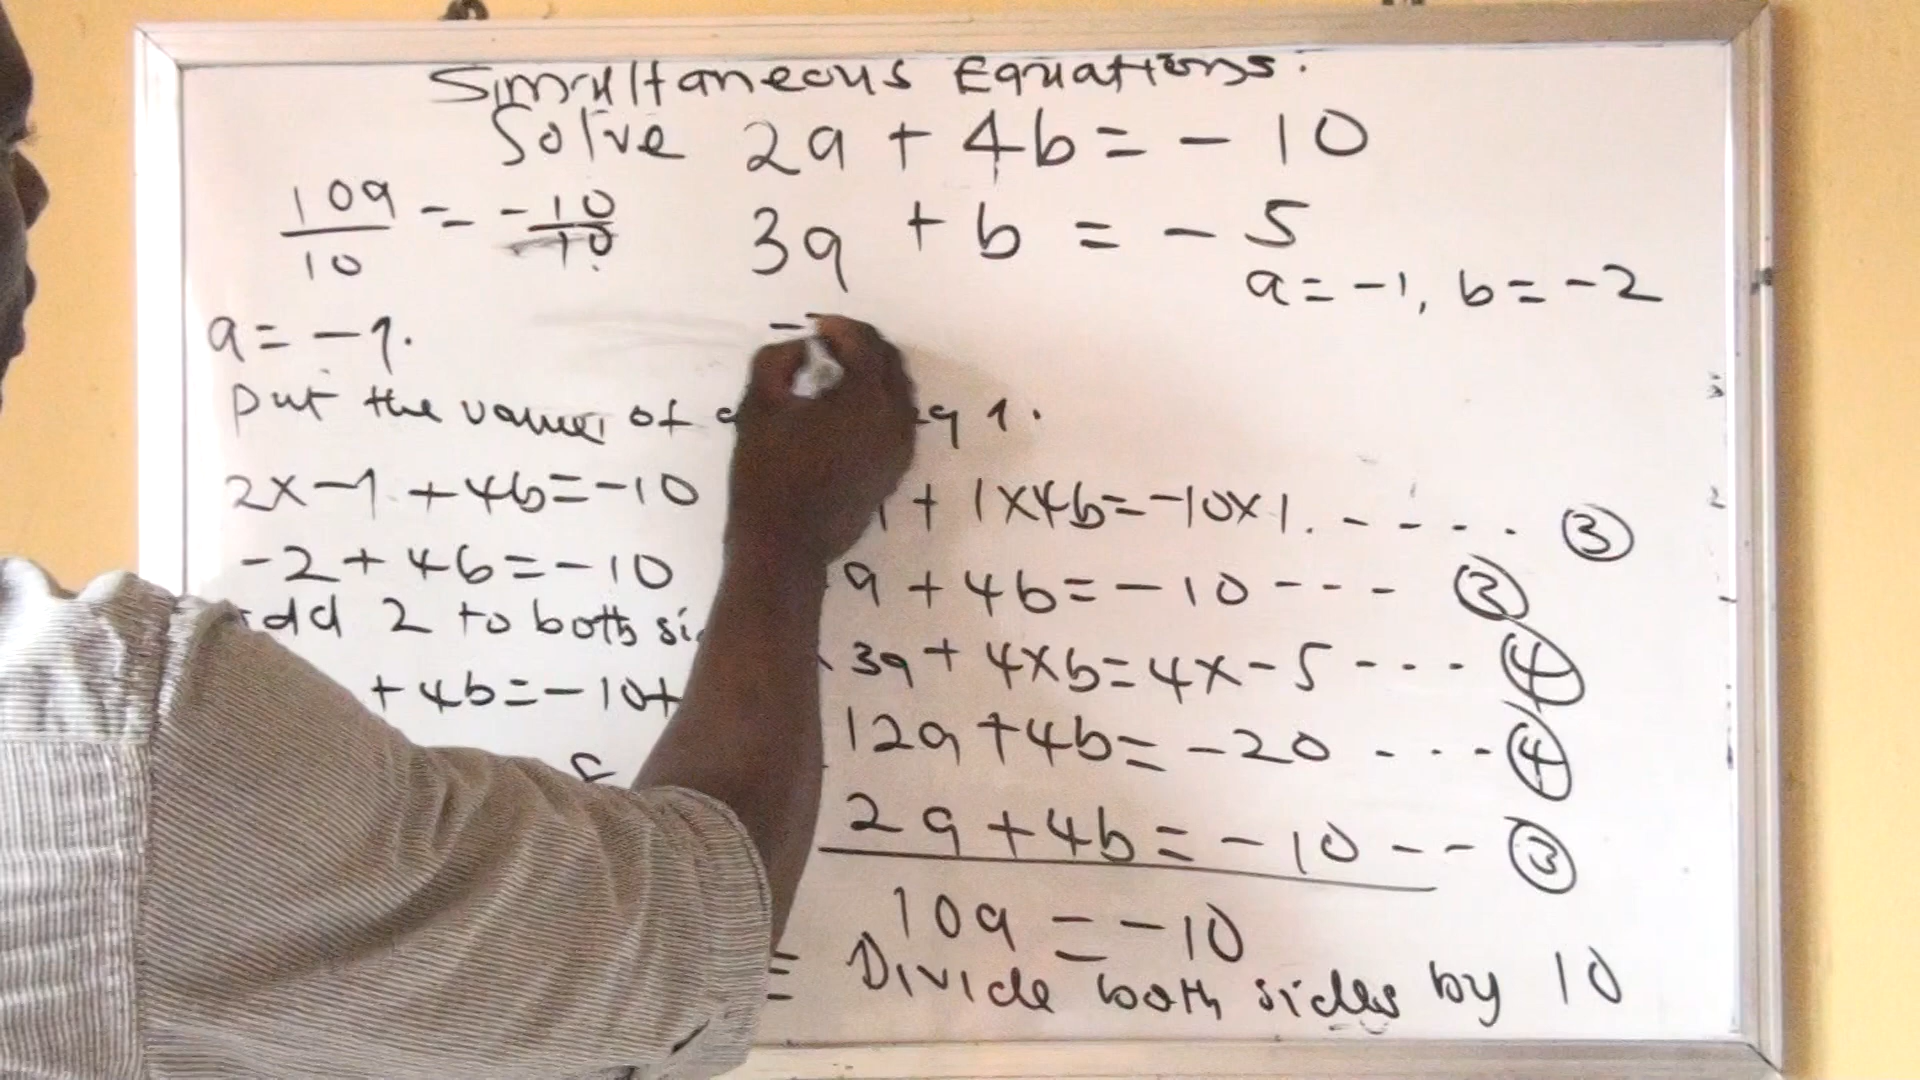 Simultaneous Equations:
Solve 2a + 4b = - 10
3a + b = - 5
a = -1, b = -2
10a/10 = -10/10
a = -1.
put the value of
q 1.
2x-1 + 4b = -10
-2 + 4b = -10
add 2 to both
+ 4b = -10+
+ 1x4b = -10x1. - - - - ③
a + 4b = - 10 - - - ②
3a + 4xb = 4x - 5 - - - ④
12a + 4b = - 20 - - - ④
2a + 4b = - 10 - - ③
10a = - 10
= Divide both sides by 10